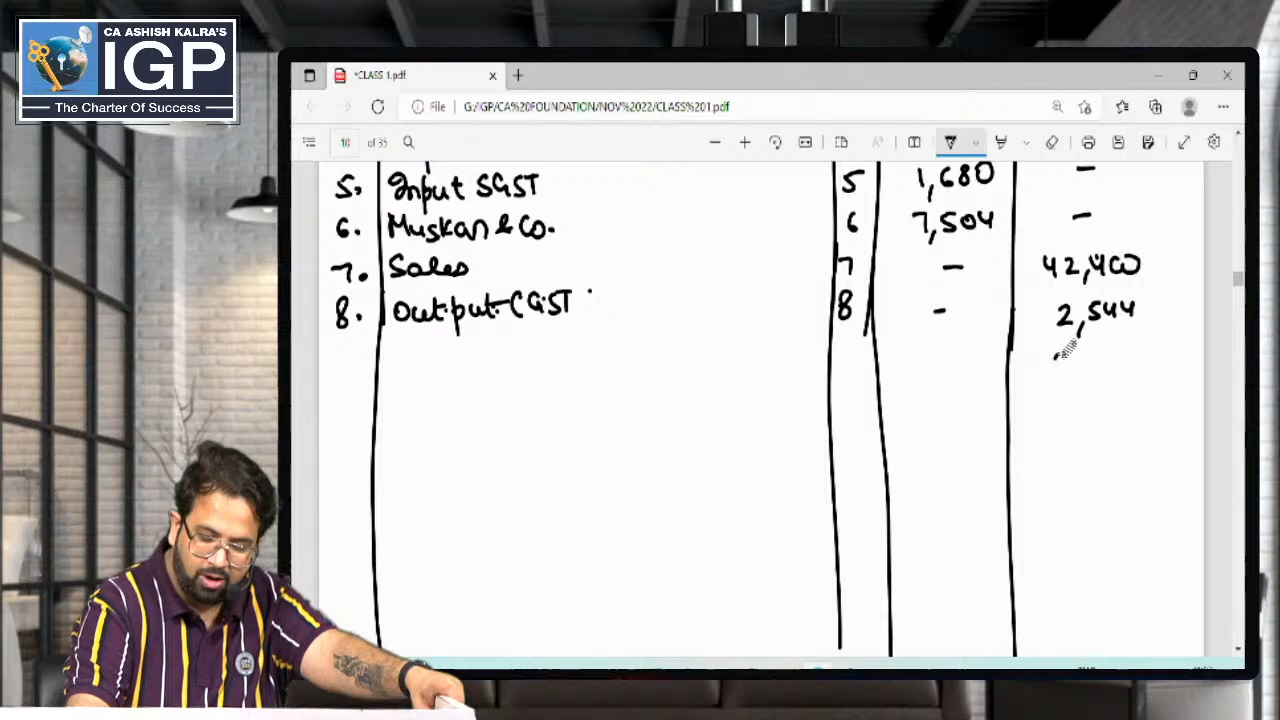 CA ASHISH KALRA'S
IGP
The Charter Of Success
*CLASS 1.pdf
File G:/IGP/CA%20FOUNDATION/NOV%2022/CLASS%201.pdf
10 of 35
5. Input SGST 5 1,680 -
6. Muskan & Co. 6 7,504 -
7. Sales 7 - 42,400
8. Output CGST 8 - 2,544